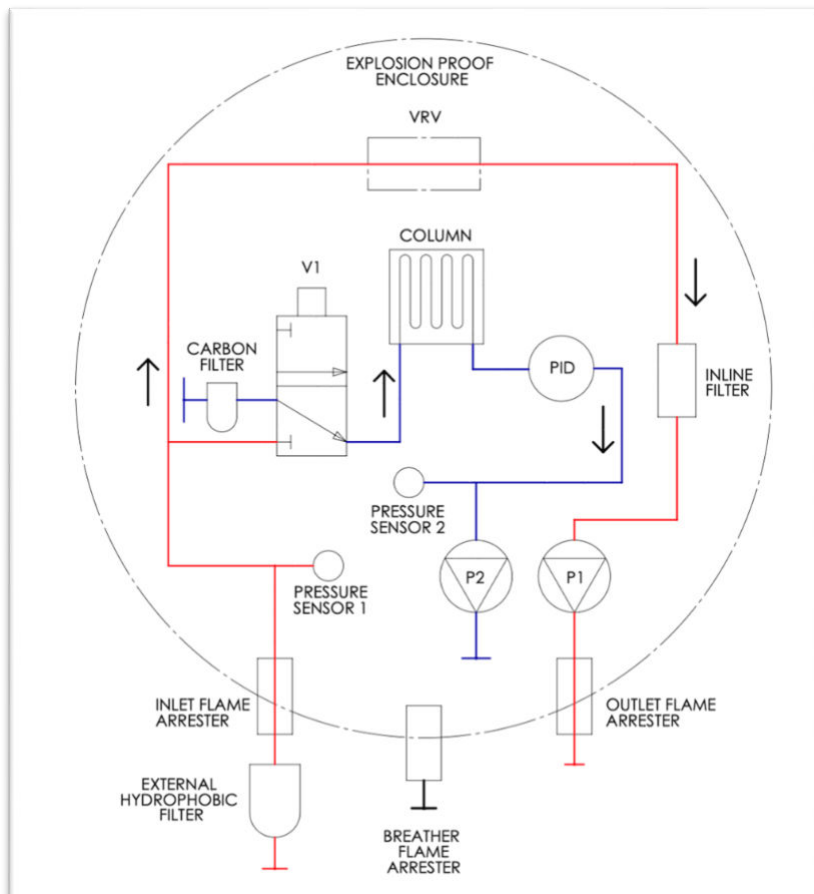 EXPLOSION PROOF
ENCLOSURE
VRV
COLUMN
V1
CARBON
FILTER
PID
INLINE
FILTER
PRESSURE
SENSOR 2
P2
P1
PRESSURE
SENSOR 1
INLET FLAME
ARRESTER
OUTLET FLAME
ARRESTER
EXTERNAL
HYDROPHOBIC
FILTER
BREATHER
FLAME
ARRESTER